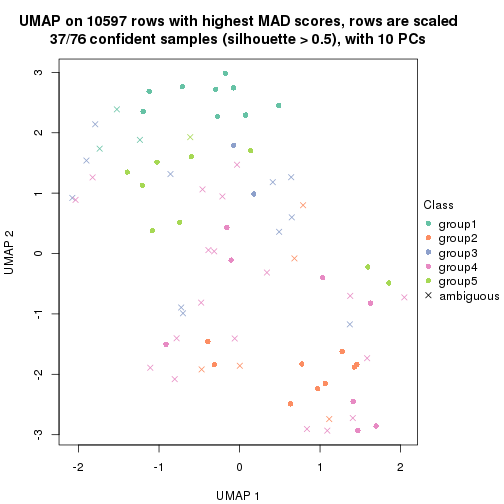 UMAP on 10597 rows with highest MAD scores, rows are scaled
37/76 confident samples (silhouette > 0.5), with 10 PCs
3
2
1
0
-1
-2
-3
UMAP 2
-2
-1
0
1
2
UMAP 1
Class
group1
group2
group3
group4
group5
ambiguous